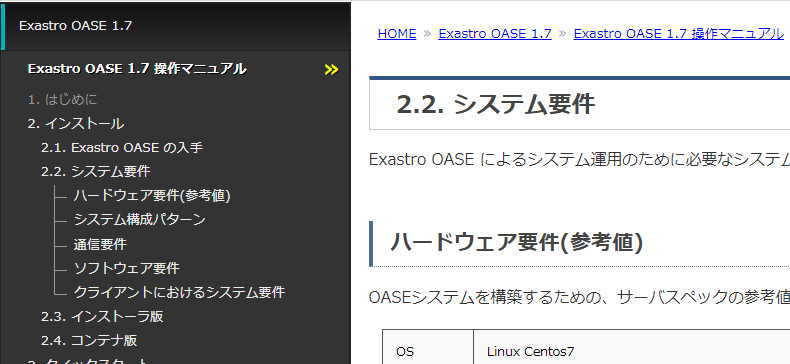 Exastro OASE 1.7
Exastro OASE 1.7 操作マニュアル »
1. はじめに
2. インストール
2.1. Exastro OASE の入手
2.2. システム要件
ハードウェア要件(参考値)
システム構成パターン
通信要件
ソフトウェア要件
クライアントにおけるシステム要件
2.3. インストーラ版
2.4. コンテナ版
3. クイックスタート
HOME » Exastro OASE 1.7 » Exastro OASE 1.7 操作マニュアル
2.2. システム要件
Exastro OASE によるシステム運用のために必要なシステム
ハードウェア要件(参考値)
OASEシステムを構築するための、サーバスペックの参考値
OS Linux Centos7